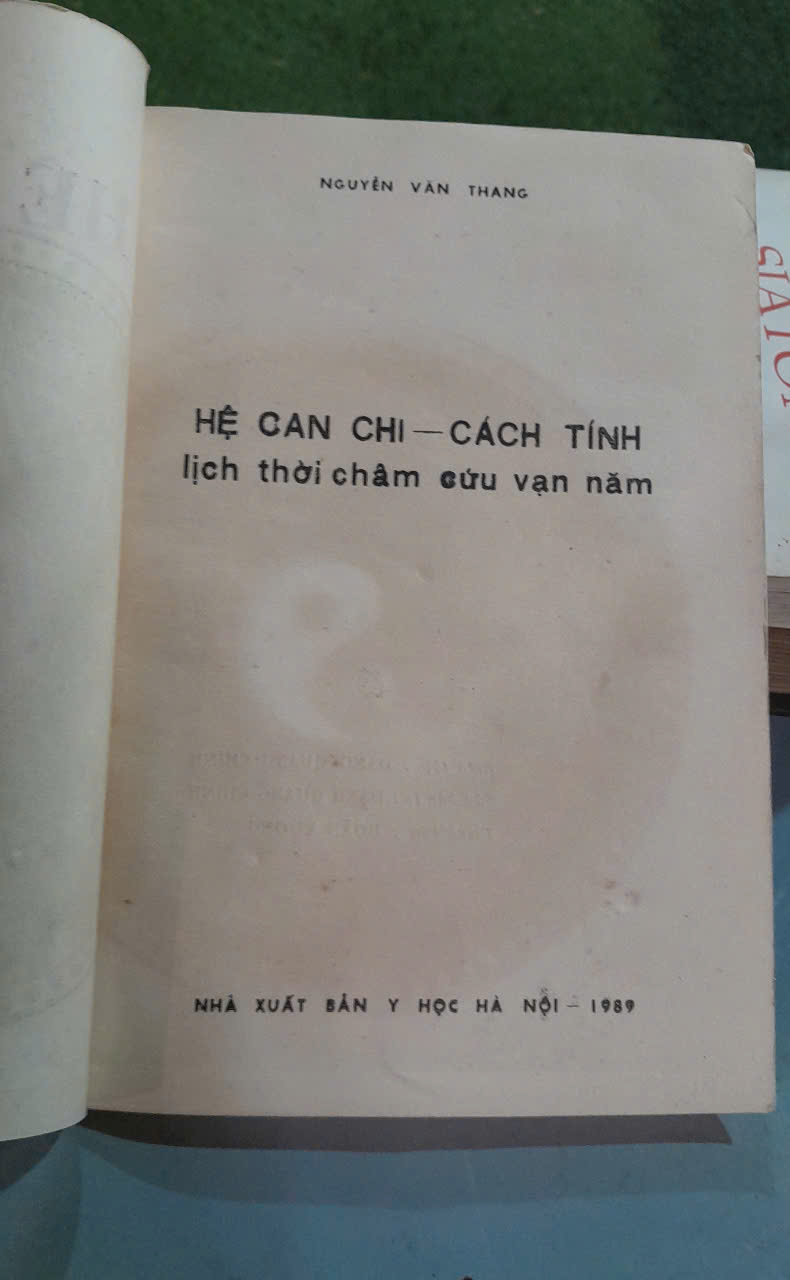 NGUYỄN VĂN THANG
HỆ CAN CHI — CÁCH TÍNH
lịch thời châm cứu vạn năm
NHÀ XUẤT BẢN Y HỌC HÀ NỘI — 1989